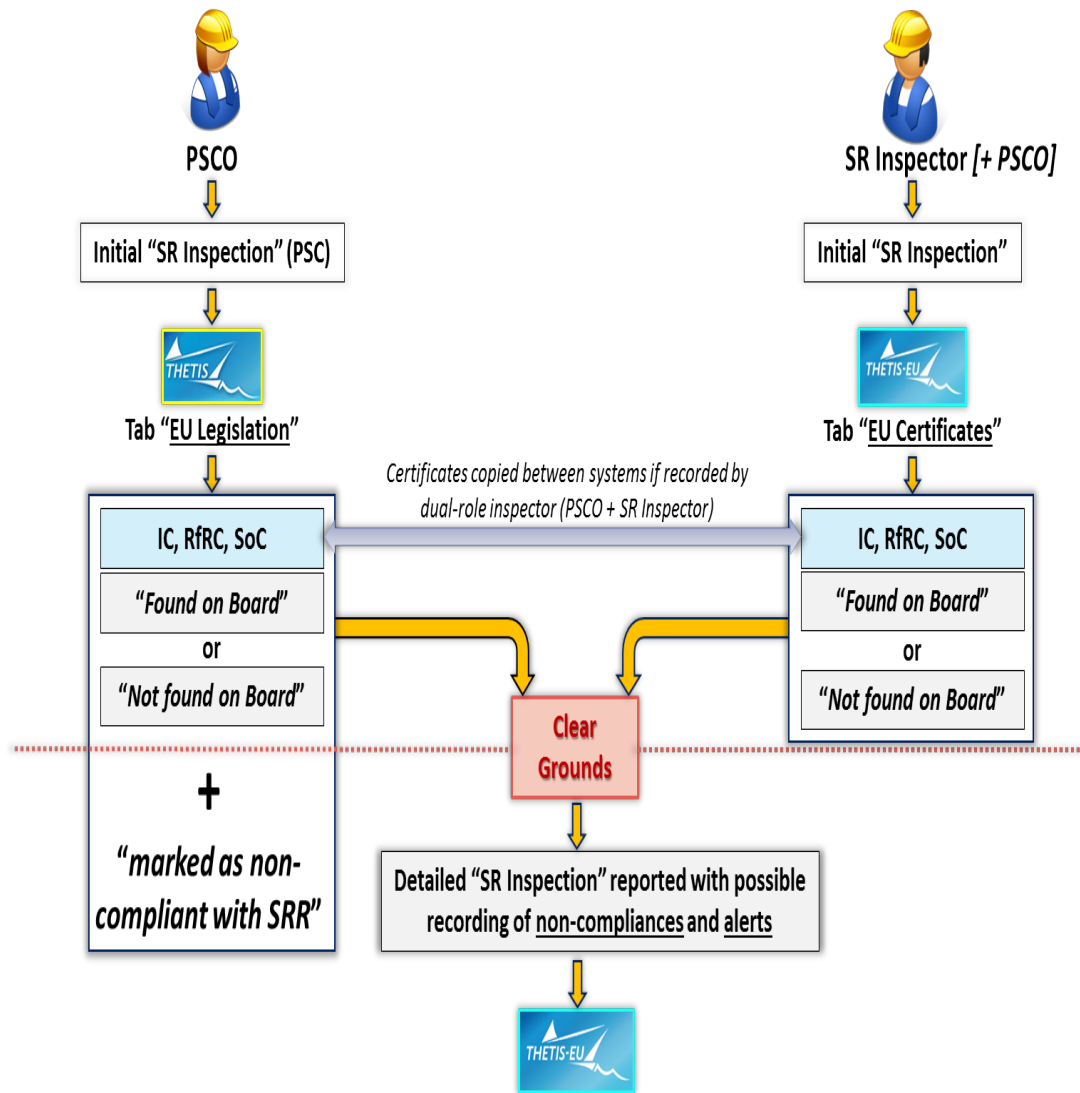 PSCO
SR Inspector [+ PSCO]
Initial “SR Inspection” (PSC)
Initial “SR Inspection”
THETIS
THETIS-EU
Tab “EU Legislation”
Tab “EU Certificates”
Certificates copied between systems if recorded by
dual-role inspector (PSCO + SR Inspector)
IC, RfRC, SoC
“Found on Board”
or
“Not found on Board”
+
“marked as non-
compliant with SRR”
IC, RfRC, SoC
“Found on Board”
or
“Not found on Board”
Clear
Grounds
Detailed “SR Inspection” reported with possible
recording of non-compliances and alerts
THETIS-EU